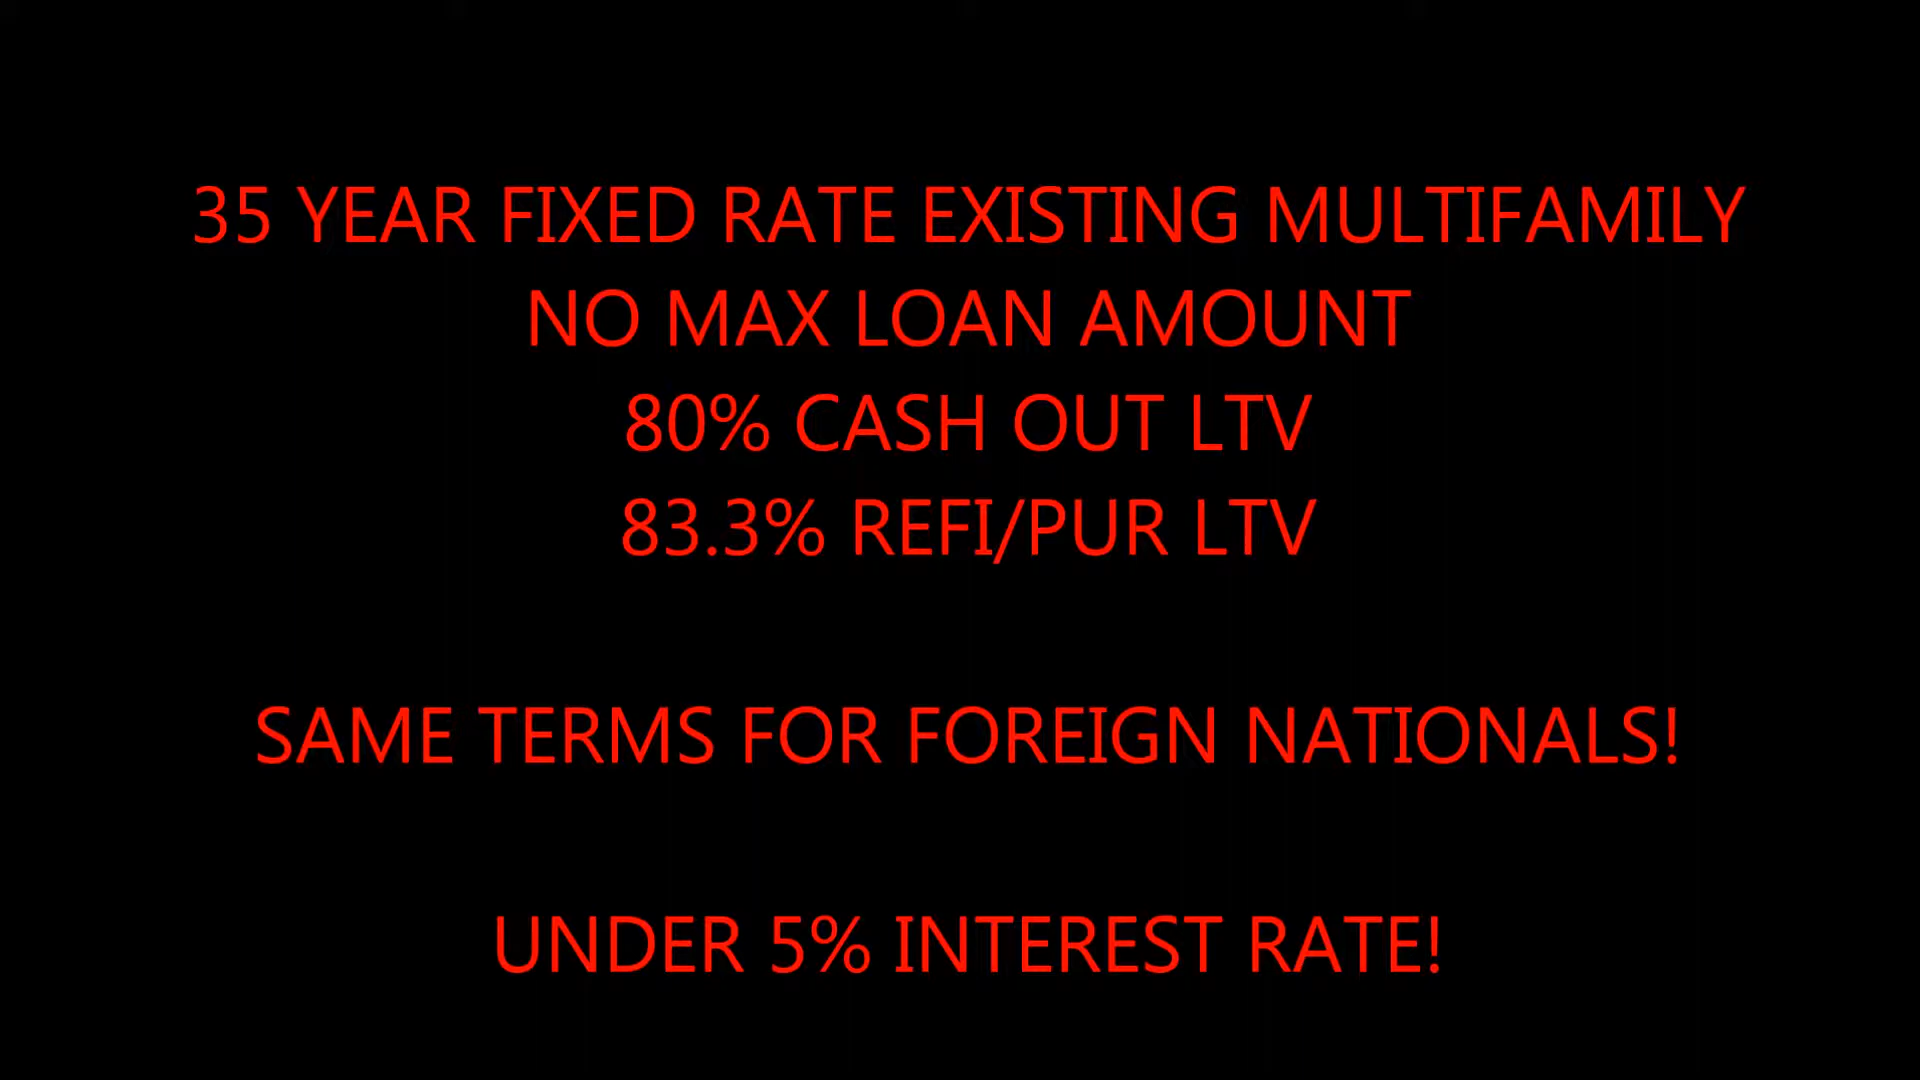 35 YEAR FIXED RATE EXISTING MULTIFAMILY
NO MAX LOAN AMOUNT
80% CASH OUT LTV
83.3% REFI/PUR LTV
SAME TERMS FOR FOREIGN NATIONALS!
UNDER 5% INTEREST RATE!